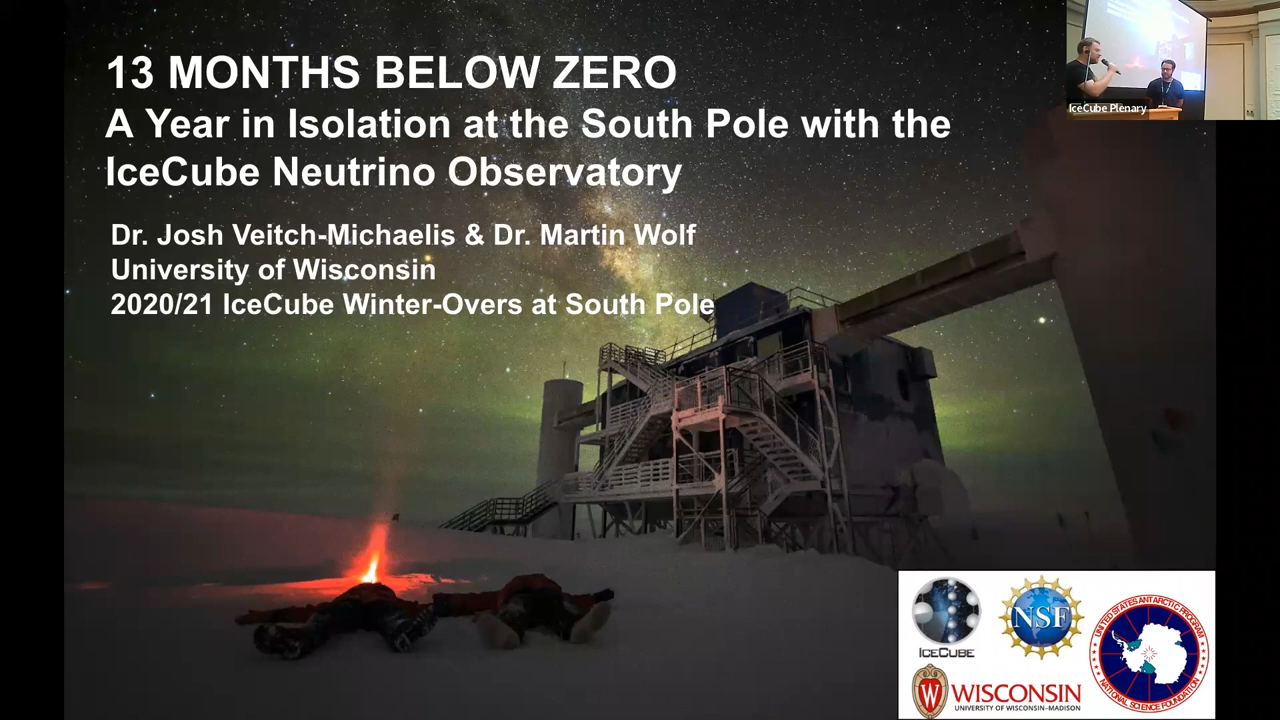 13 MONTHS BELOW ZERO
A Year in Isolation at the South Pole with the
IceCube Neutrino Observatory
Dr. Josh Veitch-Michaelis & Dr. Martin Wolf
University of Wisconsin
2020/21 IceCube Winter-Overs at South Pole
IceCube Plenary
ICECUBE
NSF
UNITED STATES ANTARCTIC PROGRAM
NATIONAL SCIENCE FOUNDATION
W
WISCONSIN
UNIVERSITY OF WISCONSIN–MADISON